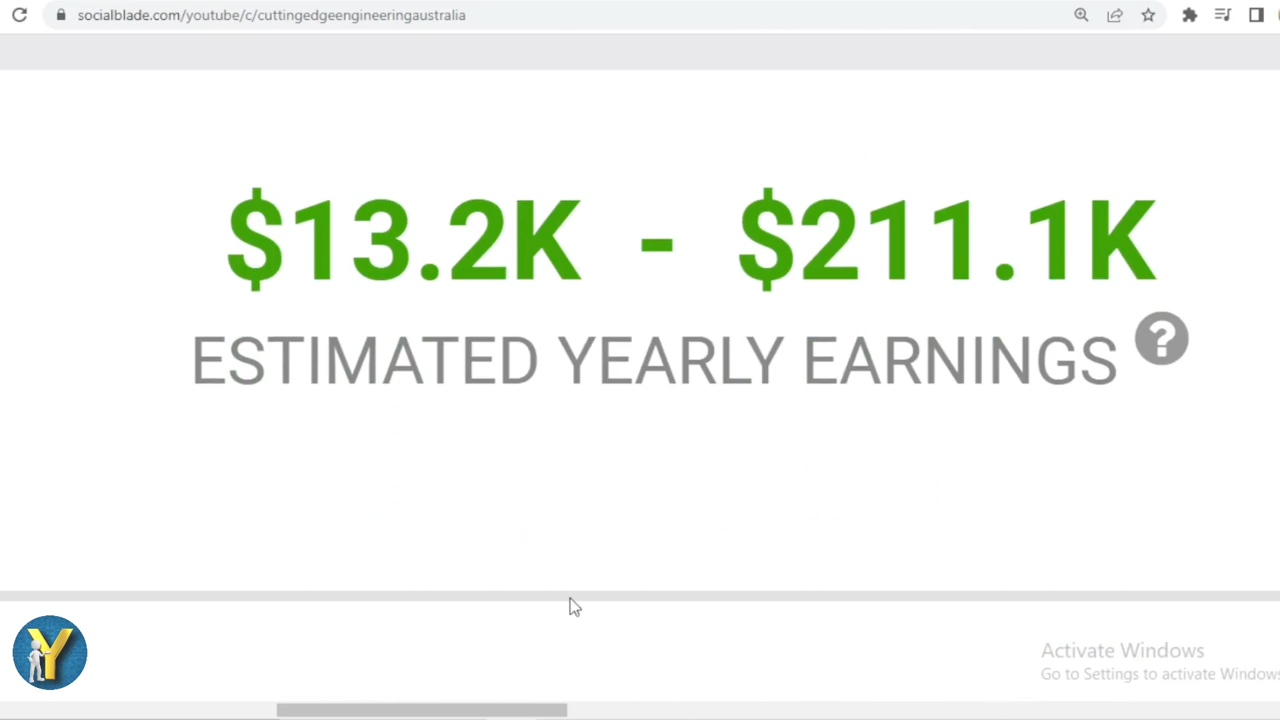 socialblade.com/youtube/c/cuttingedgeengineeringaustralia
$13.2K - $211.1K
ESTIMATED YEARLY EARNINGS ?
Y
Activate Windows
Go to Settings to activate Windows